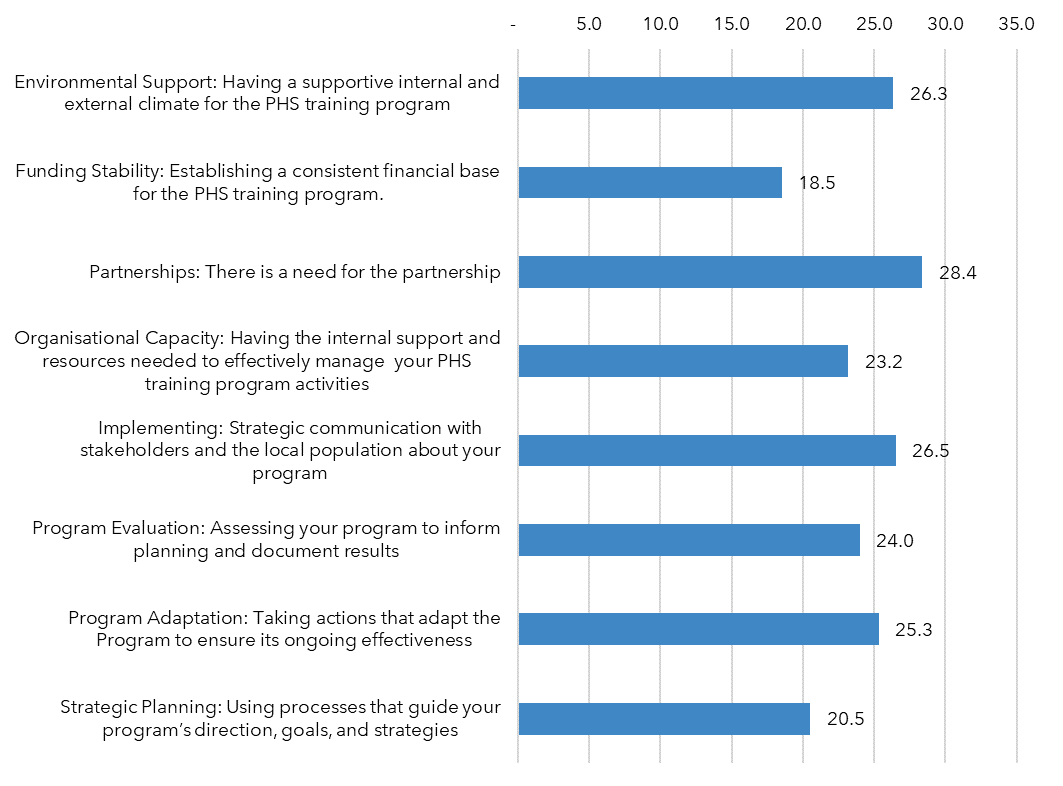 - 5.0 10.0 15.0 20.0 25.0 30.0 35.0
Environmental Support: Having a supportive internal and
external climate for the PHS training program
26.3
Funding Stability: Establishing a consistent financial base
for the PHS training program.
18.5
Partnerships: There is a need for the partnership
28.4
Organisational Capacity: Having the internal support and
resources needed to effectively manage your PHS
training program activities
23.2
Implementing: Strategic communication with
stakeholders and the local population about your
program
26.5
Program Evaluation: Assessing your program to inform
planning and document results
24.0
Program Adaptation: Taking actions that adapt the
Program to ensure its ongoing effectiveness
25.3
Strategic Planning: Using processes that guide your
program’s direction, goals, and strategies
20.5